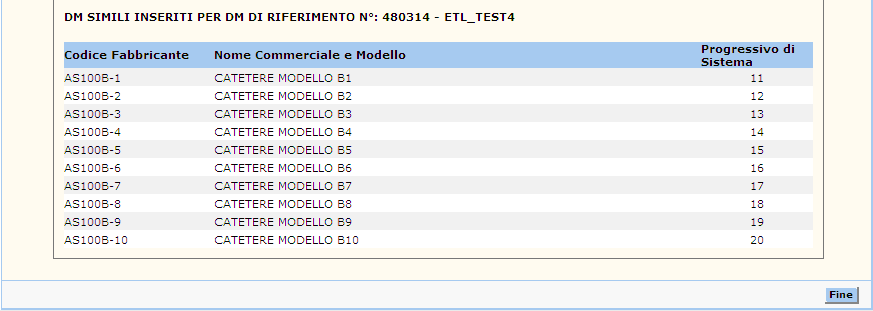 DM SIMILI INSERITI PER DM DI RIFERIMENTO N°: 480314 - ETL_TEST4
Codice Fabbricante Nome Commerciale e Modello Progressivo di Sistema
AS100B-1 CATETERE MODELLO B1 11
AS100B-2 CATETERE MODELLO B2 12
AS100B-3 CATETERE MODELLO B3 13
AS100B-4 CATETERE MODELLO B4 14
AS100B-5 CATETERE MODELLO B5 15
AS100B-6 CATETERE MODELLO B6 16
AS100B-7 CATETERE MODELLO B7 17
AS100B-8 CATETERE MODELLO B8 18
AS100B-9 CATETERE MODELLO B9 19
AS100B-10 CATETERE MODELLO B10 20
Fine